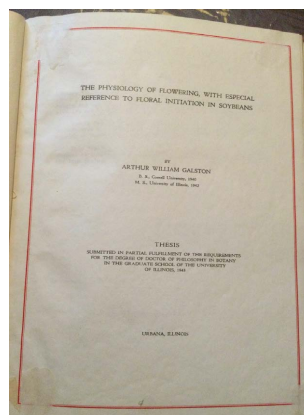 THE PHYSIOLOGY OF FLOWERING, WITH ESPECIAL
REFERENCE TO FLORAL INITIATION IN SOYBEANS
BY
ARTHUR WILLIAM GALSTON
B. S., Cornell University, 1940
M. S., University of Illinois, 1942
THESIS
SUBMITTED IN PARTIAL FULFILLMENT OF THE REQUIREMENTS
FOR THE DEGREE OF DOCTOR OF PHILOSOPHY IN BOTANY
IN THE GRADUATE SCHOOL OF THE UNIVERSITY
OF ILLINOIS, 1943
URBANA, ILLINOIS